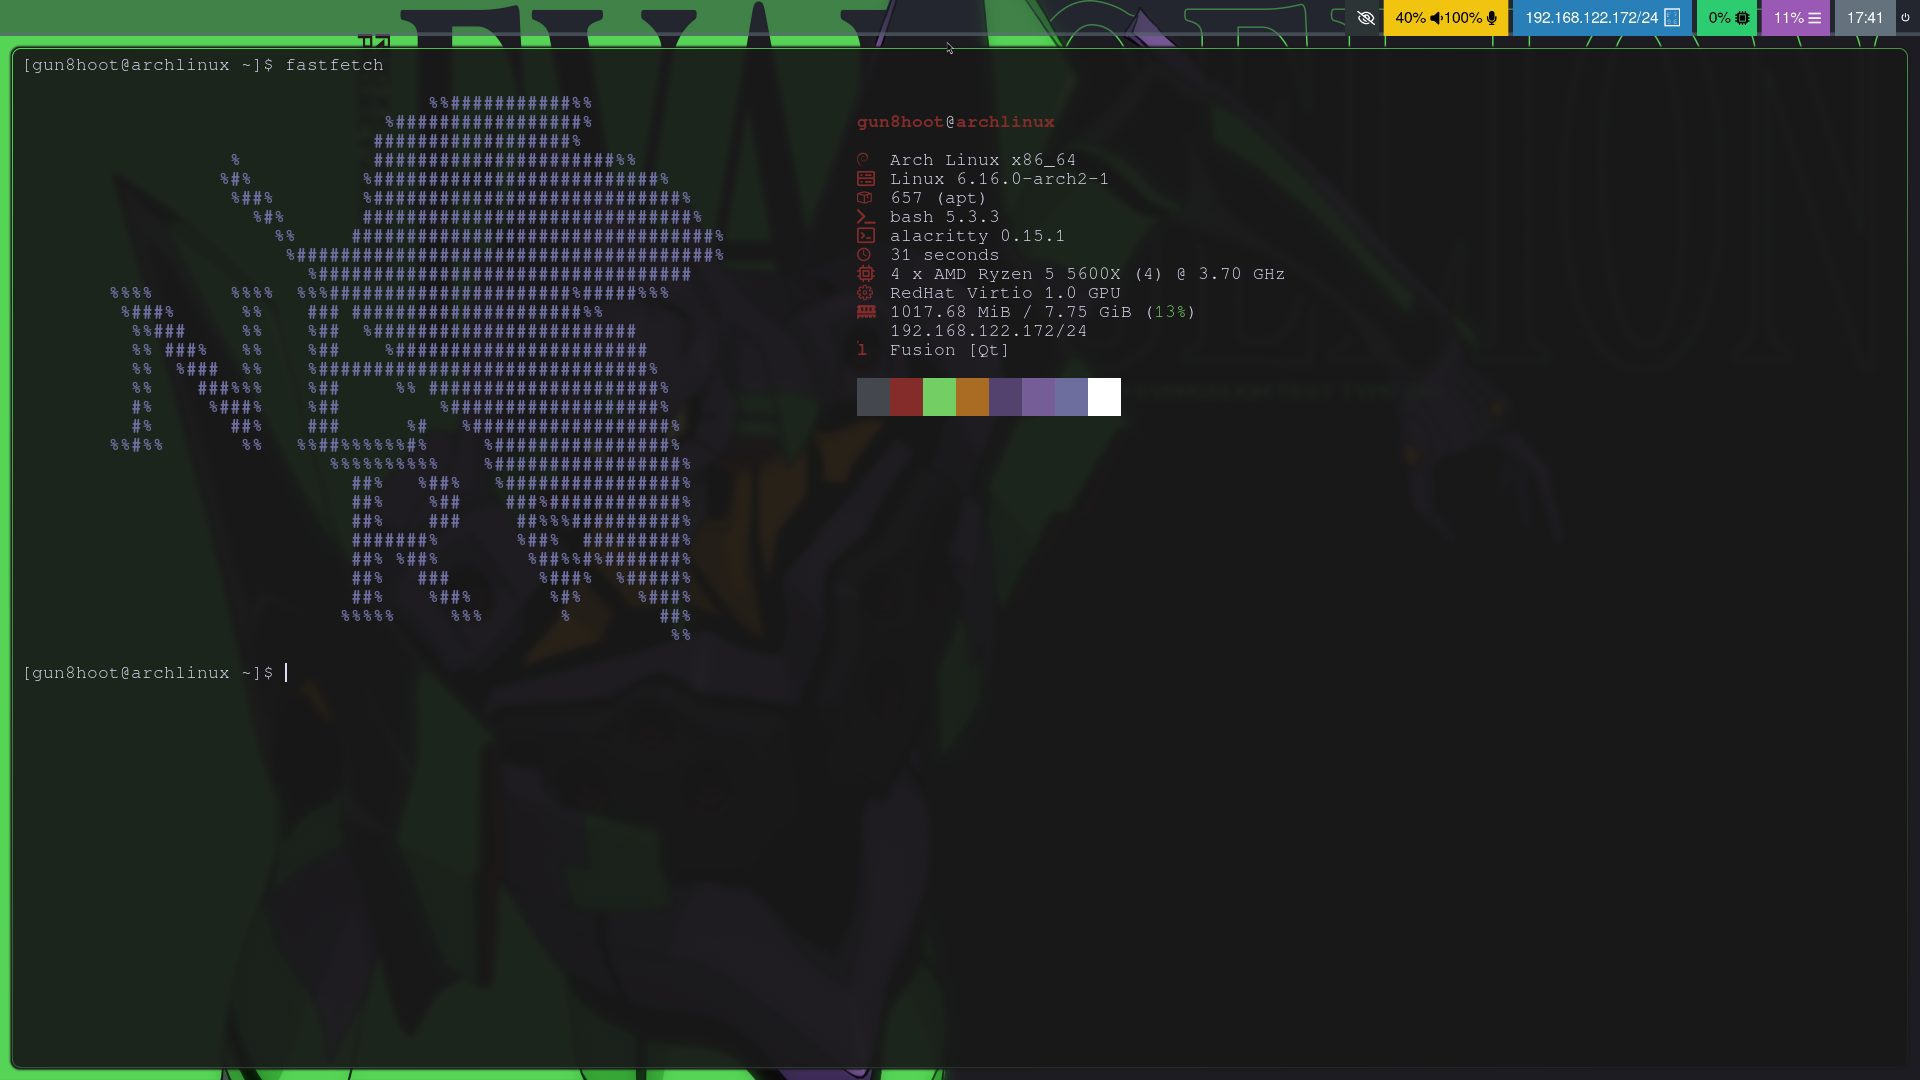 40% 100% 192.168.122.172/24 0% 11% 17:41
[gun8hoot@archlinux ~]$ fastfetch
gun8hoot@archlinux
Arch Linux x86_64
Linux 6.16.0-arch2-1
657 (apt)
bash 5.3.3
alacritty 0.15.1
31 seconds
4 x AMD Ryzen 5 5600X (4) @ 3.70 GHz
RedHat Virtio 1.0 GPU
1017.68 MiB / 7.75 GiB (13%)
192.168.122.172/24
Fusion [Qt]
[gun8hoot@archlinux ~]$